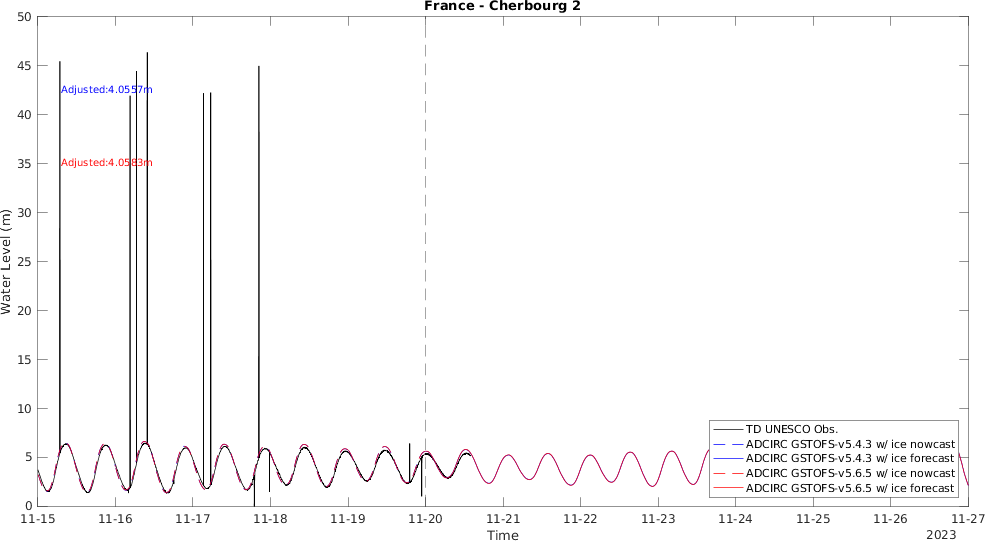 France - Cherbourg 2
50
45
40
35
30
25
20
15
10
5
0
Water Level (m)
Adjusted:4.0557m
Adjusted:4.0583m
TD UNESCO Obs.
ADCIRC GSTOFS-v5.4.3 w/ ice nowcast
ADCIRC GSTOFS-v5.4.3 w/ ice forecast
ADCIRC GSTOFS-v5.6.5 w/ ice nowcast
ADCIRC GSTOFS-v5.6.5 w/ ice forecast
11-15 11-16 11-17 11-18 11-19 11-20 11-21 11-22 11-23 11-24 11-25 11-26 11-27
Time
2023